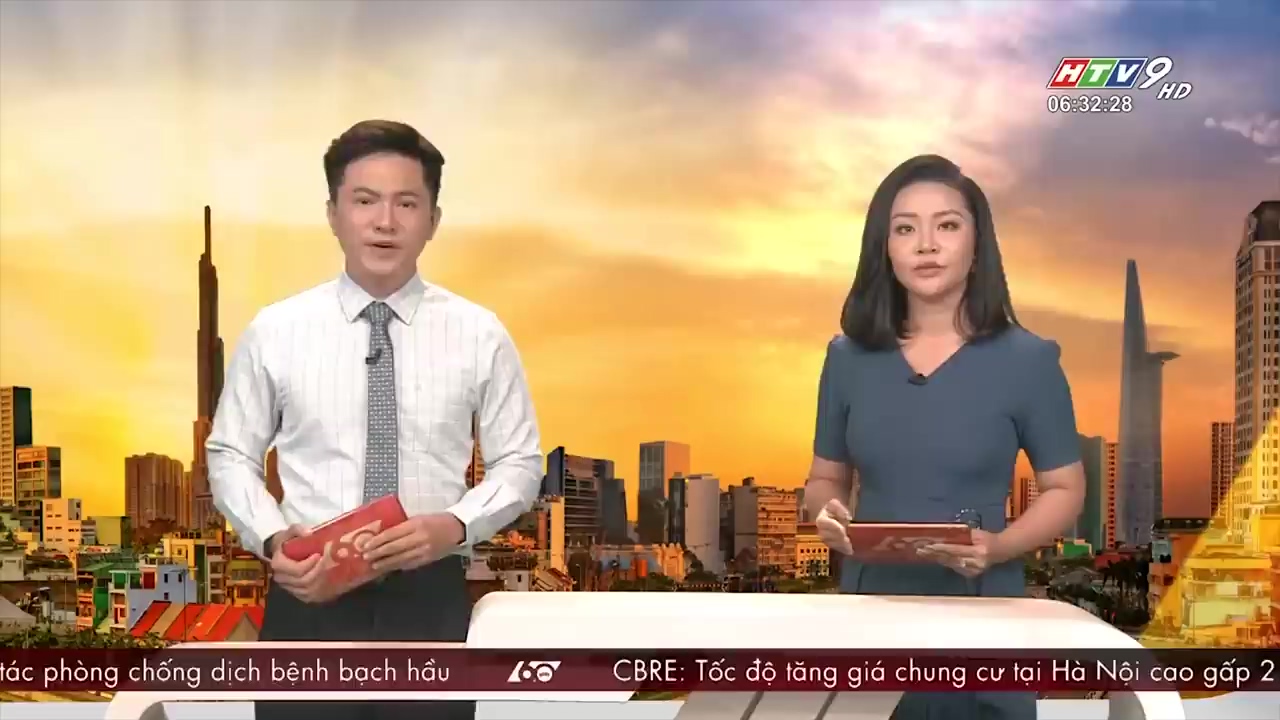 HTV9 HD
06:32:28
tác phòng chống dịch bệnh bạch hầu
60
CBRE: Tốc độ tăng giá chung cư tại Hà Nội cao gấp 2